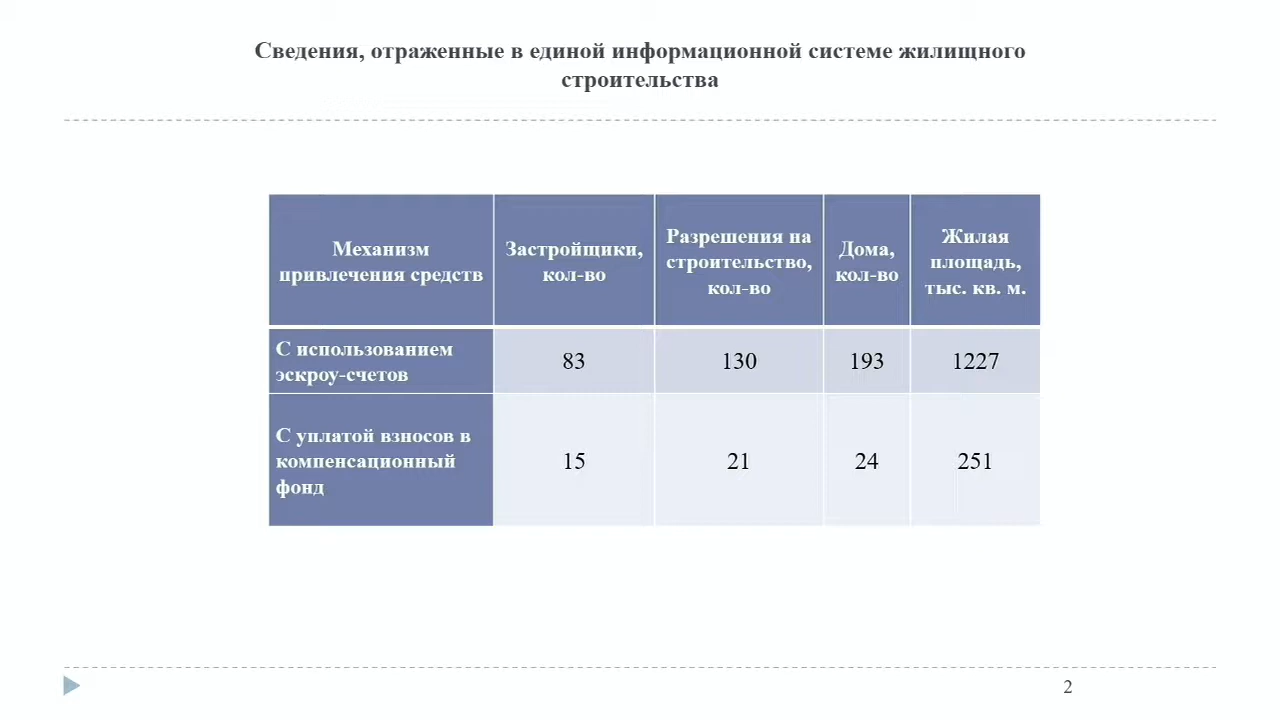 Сведения, отраженные в единой информационной системе жилищного
строительства
Механизм
привлечения средств
Застройщики,
кол-во
Разрешения на
строительство,
кол-во
Дома,
кол-во
Жилая
площадь,
тыс. кв. м.
С использованием
эскроу-счетов
83
130
193
1227
С уплатой взносов в
компенсационный
фонд
15
21
24
251
2